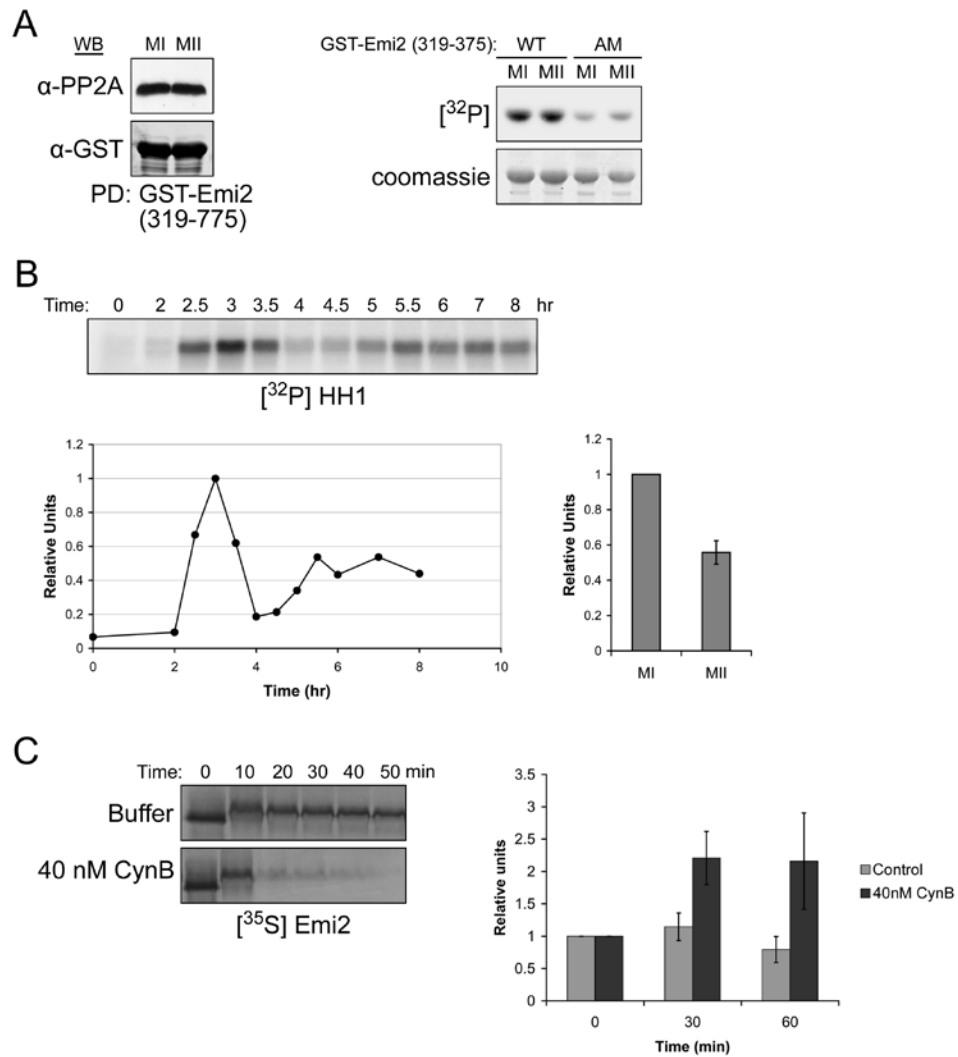 A
WB MI MII
α-PP2A
α-GST
PD: GST-Emi2
(319-775)
GST-Emi2 (319-375): WT AM
MI MII MI MII
[³²P]
coomassie
B
Time: 0 2 2.5 3 3.5 4 4.5 5 5.5 6 7 8 hr
[³²P] HH1
1.2
1
0.8
0.6
0.4
0.2
0
Relative Units
0 2 4 6 8 10
Time (hr)
1.2
1
0.8
0.6
0.4
0.2
0
Relative Units
MI MII
C
Time: 0 10 20 30 40 50 min
Buffer
40 nM CynB
[³⁵S] Emi2
3.5
3
2.5
2
1.5
1
0.5
0
Relative units
0 30 60
Time (min)
Control
40nM CynB